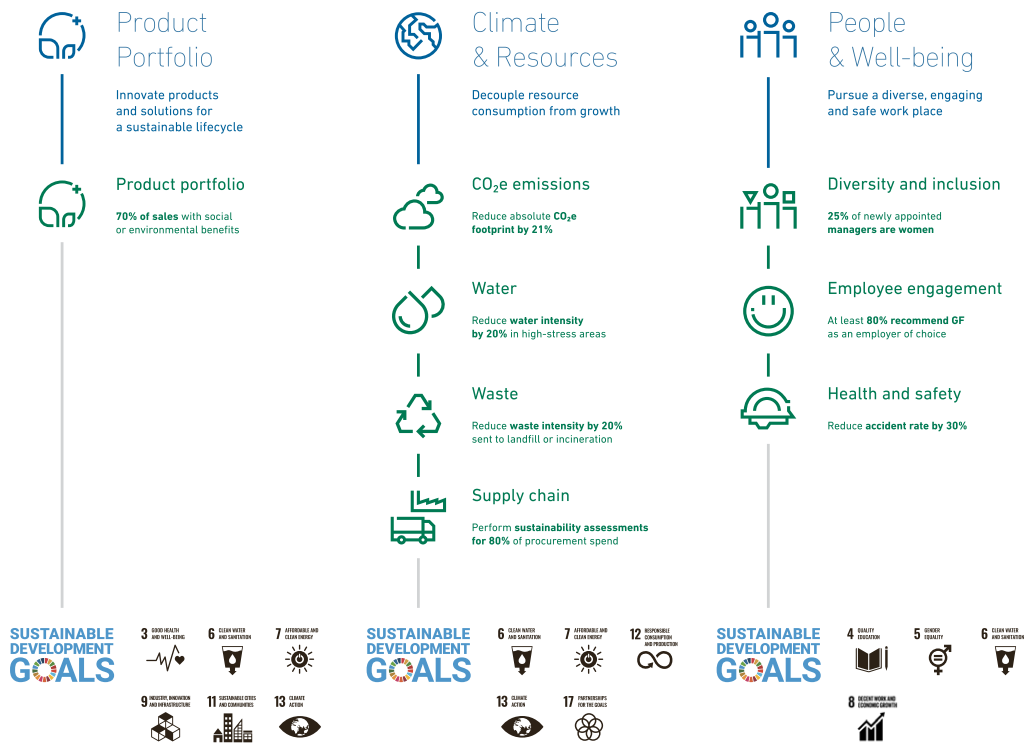 Product
Portfolio
Innovate products
and solutions for
a sustainable lifecycle
Product portfolio
70% of sales with social
or environmental benefits
SUSTAINABLE
DEVELOPMENT
GOALS
3 GOOD HEALTH
AND WELL-BEING
6 CLEAN WATER
AND SANITATION
7 AFFORDABLE AND
CLEAN ENERGY
9 INDUSTRY, INNOVATION
AND INFRASTRUCTURE
11 SUSTAINABLE CITIES
AND COMMUNITIES
13 CLIMATE
ACTION
Climate
& Resources
Decouple resource
consumption from growth
CO₂e emissions
Reduce absolute CO₂e
footprint by 21%
Water
Reduce water intensity
by 20% in high-stress areas
Waste
Reduce waste intensity by 20%
sent to landfill or incineration
Supply chain
Perform sustainability assessments
for 80% of procurement spend
SUSTAINABLE
DEVELOPMENT
GOALS
6 CLEAN WATER
AND SANITATION
7 AFFORDABLE AND
CLEAN ENERGY
12 RESPONSIBLE
CONSUMPTION
AND PRODUCTION
13 CLIMATE
ACTION
17 PARTNERSHIPS
FOR THE GOALS
People
& Well-being
Pursue a diverse, engaging
and safe work place
Diversity and inclusion
25% of newly appointed
managers are women
Employee engagement
At least 80% recommend GF
as an employer of choice
Health and safety
Reduce accident rate by 30%
SUSTAINABLE
DEVELOPMENT
GOALS
4 QUALITY
EDUCATION
5 GENDER
EQUALITY
6 CLEAN WATER
AND SANITATION
8 DECENT WORK AND
ECONOMIC GROWTH